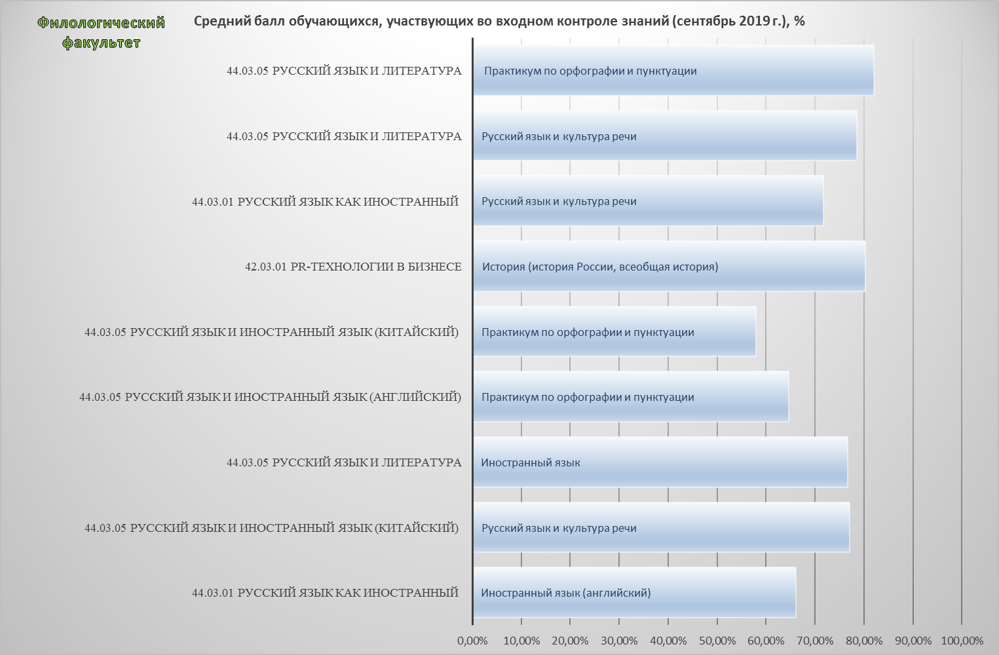 Филологический
факультет
Средний балл обучающихся, участвующих во входном контроле знаний (сентябрь 2019 г.), %
44.03.05 РУССКИЙ ЯЗЫК И ЛИТЕРАТУРА
Практикум по орфографии и пунктуации
44.03.05 РУССКИЙ ЯЗЫК И ЛИТЕРАТУРА
Русский язык и культура речи
44.03.01 РУССКИЙ ЯЗЫК КАК ИНОСТРАННЫЙ
Русский язык и культура речи
42.03.01 PR-ТЕХНОЛОГИИ В БИЗНЕСЕ
История (история России, всеобщая история)
44.03.05 РУССКИЙ ЯЗЫК И ИНОСТРАННЫЙ ЯЗЫК (КИТАЙСКИЙ)
Практикум по орфографии и пунктуации
44.03.05 РУССКИЙ ЯЗЫК И ИНОСТРАННЫЙ ЯЗЫК (АНГЛИЙСКИЙ)
Практикум по орфографии и пунктуации
44.03.05 РУССКИЙ ЯЗЫК И ЛИТЕРАТУРА
Иностранный язык
44.03.05 РУССКИЙ ЯЗЫК И ИНОСТРАННЫЙ ЯЗЫК (КИТАЙСКИЙ)
Русский язык и культура речи
44.03.01 РУССКИЙ ЯЗЫК КАК ИНОСТРАННЫЙ
Иностранный язык (английский)
0,00% 10,00% 20,00% 30,00% 40,00% 50,00% 60,00% 70,00% 80,00% 90,00% 100,00%